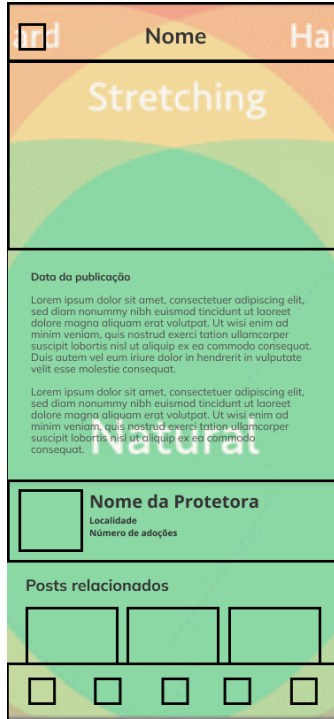 ard
Nome
Ha
Stretching
Data da publicação
Lorem ipsum dolor sit amet, consectetuer adipiscing elit,
sed diam nonummy nibh euismod tincidunt ut laoreet
dolore magna aliquam erat volutpat. Ut wisi enim ad
minim veniam, quis nostrud exerci tation ullamcorper
suscipit lobortis nisl ut aliquip ex ea commodo consequat.
Duis autem vel eum iriure dolor in hendrerit in vulputate
velit esse molestie consequat.
Lorem ipsum dolor sit amet, consectetuer adipiscing elit,
sed diam nonummy nibh euismod tincidunt ut laoreet
dolore magna aliquam erat volutpat. Ut wisi enim ad
minim veniam, quis nostrud exerci tation ullamcorper
suscipit lobortis nisl ut aliquip ex ea commodo
consequat.
Natural
Nome da Protetora
Localidade
Número de adoções
Posts relacionados